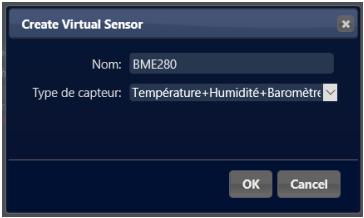 Create Virtual Sensor
Nom: BME280
Type de capteur: Température+Humidité+Baromètre
OK Cancel